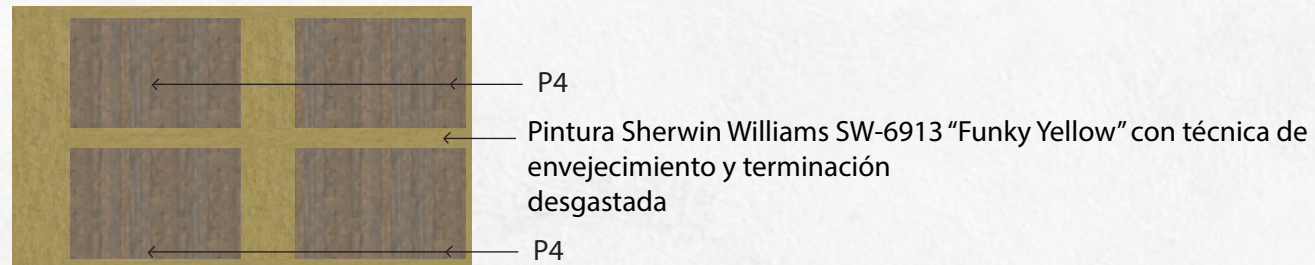 P4
Pintura Sherwin Williams SW-6913 “Funky Yellow” con técnica de
envejecimiento y terminación
desgastada
P4